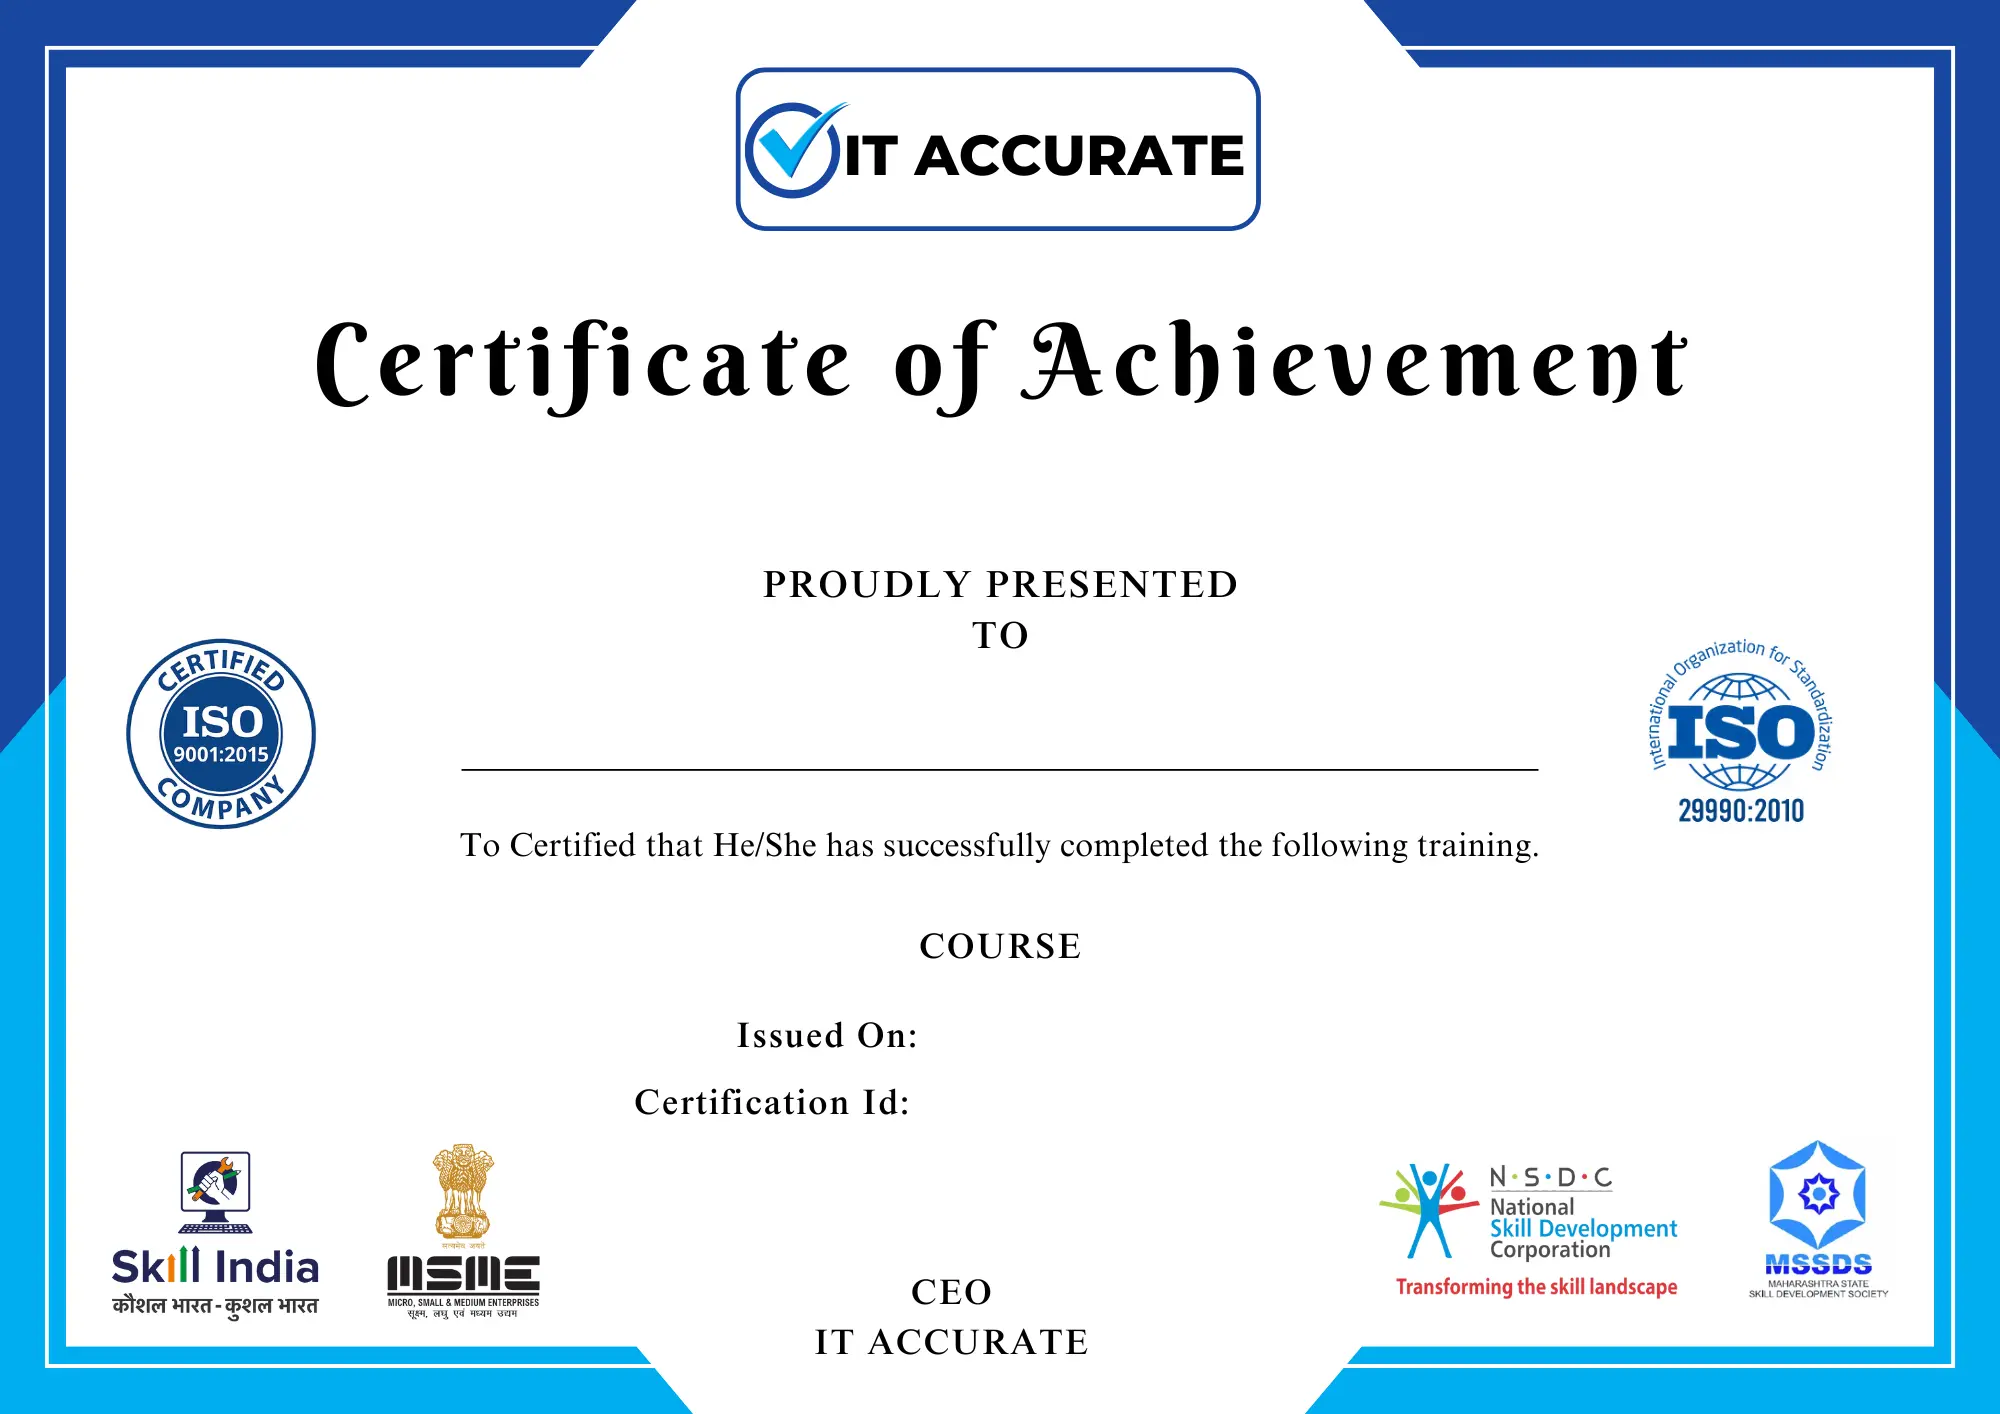 IT ACCURATE
Certificate of Achievement
PROUDLY PRESENTED
TO
CERTIFIED
ISO
9001:2015
COMPANY
International Organization for Standardization
ISO
29990:2010
To Certified that He/She has successfully completed the following training.
COURSE
Issued On:
Certification Id:
Skill India
कौशल भारत - कुशल भारत
सत्यमेव जयते
MSME
MICRO, SMALL & MEDIUM ENTERPRISES
सूक्ष्म, लघु एवं मध्यम उद्यम
CEO
IT ACCURATE
N·S·D·C
National
Skill Development
Corporation
Transforming the skill landscape
MSSDS
MAHARASHTRA STATE
SKILL DEVELOPMENT SOCIETY